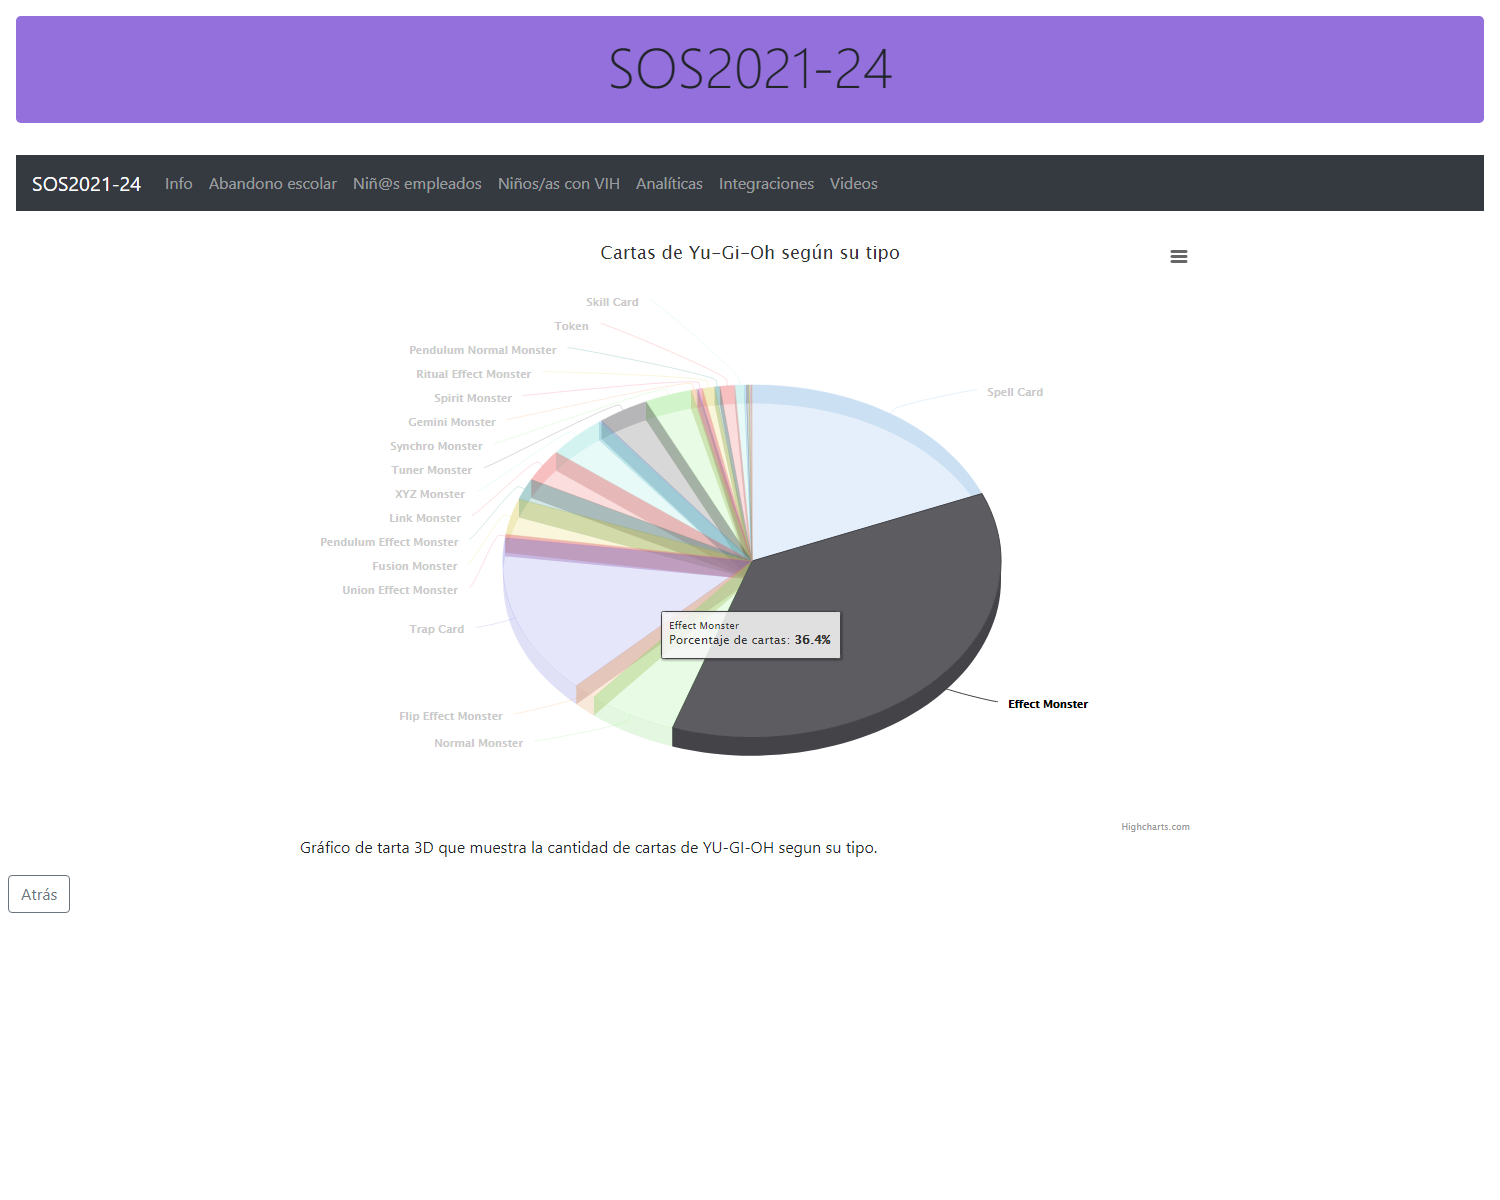 SOS2021-24
SOS2021-24 Info Abandono escolar Niñ@s empleados Niños/as con VIH Analíticas Integraciones Videos
Cartas de Yu-Gi-Oh según su tipo
Skill Card
Token
Pendulum Normal Monster
Ritual Effect Monster
Spirit Monster
Gemini Monster
Synchro Monster
Tuner Monster
XYZ Monster
Link Monster
Pendulum Effect Monster
Fusion Monster
Union Effect Monster
Trap Card
Flip Effect Monster
Normal Monster
Spell Card
Effect Monster
Porcentaje de cartas: 36.4%
Effect Monster
Highcharts.com
Gráfico de tarta 3D que muestra la cantidad de cartas de YU-GI-OH segun su tipo.
Atrás